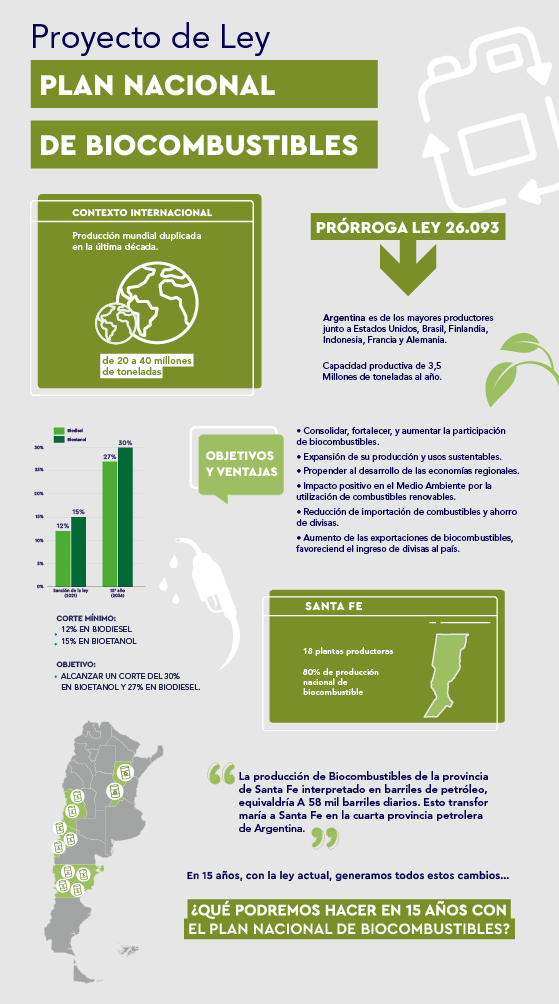 Proyecto de Ley
PLAN NACIONAL
DE BIOCOMBUSTIBLES
CONTEXTO INTERNACIONAL
Producción mundial duplicada
en la última década.
de 20 a 40 millones
de toneladas
PRÓRROGA LEY 26.093
Argentina es de los mayores productores
junto a Estados Unidos, Brasil, Finlandia,
Indonesia, Francia y Alemania.
Capacidad productiva de 3,5
Millones de toneladas al año.
Biodisel
Bioetanol
30%
25%
20%
15%
10%
5%
0%
12%
15%
27%
30%
Sanción de la ley
(2021)
15º año
(2036)
OBJETIVOS
Y VENTAJAS
• Consolidar, fortalecer, y aumentar la participación
de biocombustibles.
• Expansión de su producción y usos sustentables.
• Propender al desarrollo de las economías regionales.
• Impacto positivo en el Medio Ambiente por la
utilización de combustibles renovables.
• Reducción de importación de combustibles y ahorro
de divisas.
• Aumento de las exportaciones de biocombustibles,
favoreciend el ingreso de divisas al país.
CORTE MÍNIMO:
• 12% EN BIODIESEL
• 15% EN BIOETANOL
OBJETIVO:
• ALCANZAR UN CORTE DEL 30%
EN BIOETANOL Y 27% EN BIODIESEL.
SANTA FE
18 plantas productoras
80% de producción
nacional de
biocombustible
“La producción de Biocombustibles de la provincia
de Santa Fe interpretado en barriles de petróleo,
equivaldría A 58 mil barriles diarios. Esto transfor
maría a Santa Fe en la cuarta provincia petrolera
de Argentina.”
En 15 años, con la ley actual, generamos todos estos cambios...
¿QUÉ PODREMOS HACER EN 15 AÑOS CON
EL PLAN NACIONAL DE BIOCOMBUSTIBLES?